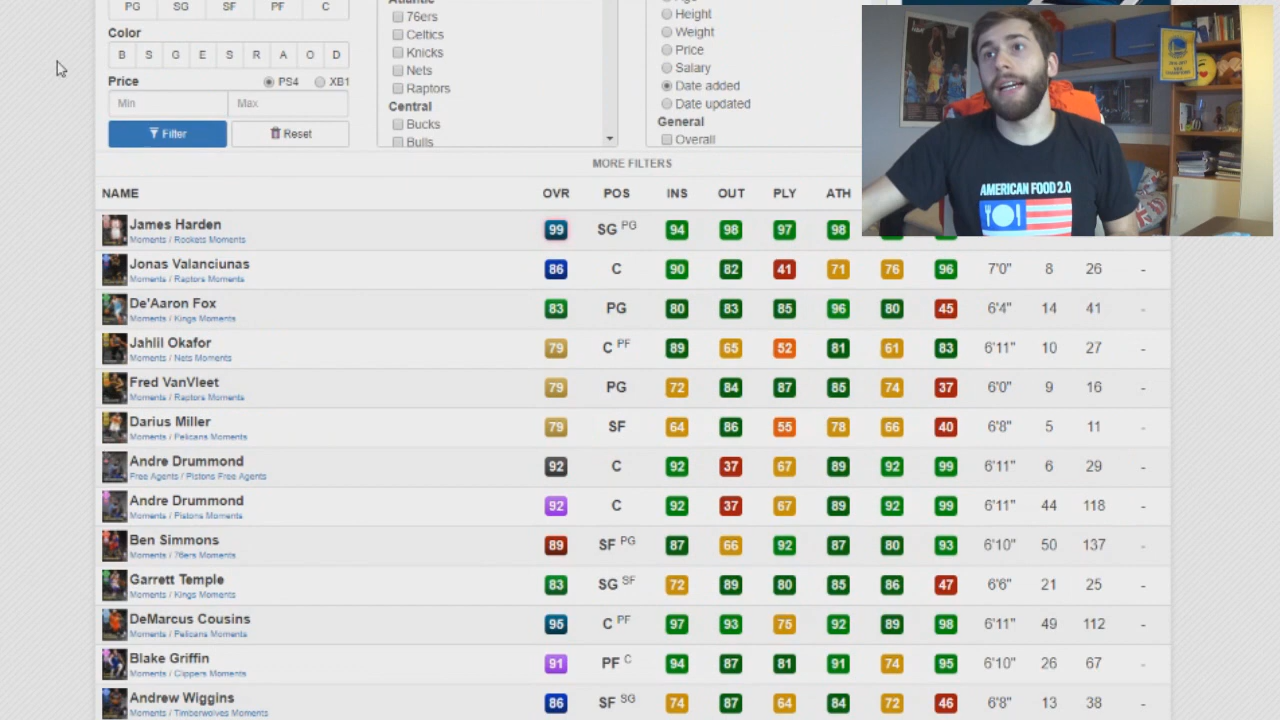 PG SG SF PF C
Color
B S G E S R A O D
Price PS4 XB1
Min Max
Filter Reset
76ers
Celtics
Knicks
Nets
Raptors
Central
Bucks
Bulls
Height
Weight
Price
Salary
Date added
Date updated
General
Overall
AMERICAN FOOD 2.0
MORE FILTERS
NAME OVR POS INS OUT PLY ATH
James Harden 99 SG PG 94 98 97 98
Moments / Rockets Moments
Jonas Valanciunas 86 C 90 82 41 71 76 96 7'0" 8 26 -
Moments / Raptors Moments
De'Aaron Fox 83 PG 80 83 85 96 80 45 6'4" 14 41 -
Moments / Kings Moments
Jahlil Okafor 79 C PF 89 65 52 81 61 83 6'11" 10 27 -
Moments / Nets Moments
Fred VanVleet 79 PG 72 84 87 85 74 37 6'0" 9 16 -
Moments / Raptors Moments
Darius Miller 79 SF 64 86 55 78 66 40 6'8" 5 11 -
Moments / Pelicans Moments
Andre Drummond 92 C 92 37 67 89 92 99 6'11" 6 29 -
Free Agents / Pistons Free Agents
Andre Drummond 92 C 92 37 67 89 92 99 6'11" 44 118 -
Moments / Pistons Moments
Ben Simmons 89 SF PG 87 66 92 87 80 93 6'10" 50 137 -
Moments / 76ers Moments
Garrett Temple 83 SG SF 72 89 80 85 86 47 6'6" 21 25 -
Moments / Kings Moments
DeMarcus Cousins 95 C PF 97 93 75 92 89 98 6'11" 49 112 -
Moments / Pelicans Moments
Blake Griffin 91 PF C 94 87 81 91 74 95 6'10" 26 67 -
Moments / Clippers Moments
Andrew Wiggins 86 SF SG 74 87 64 84 72 46 6'8" 13 38 -
Moments / Timberwolves Moments